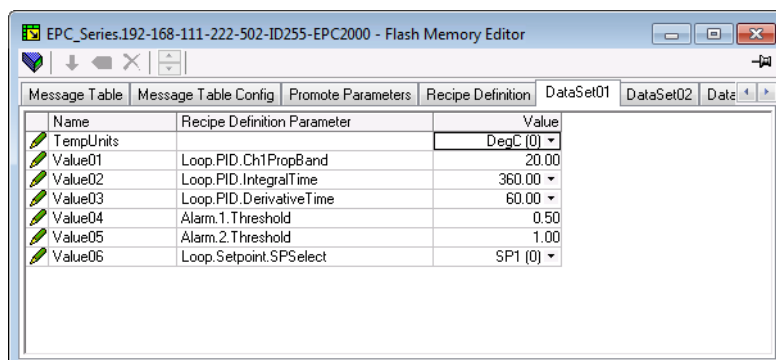 EPC_Series.192-168-111-222-502-ID255-EPC2000 - Flash Memory Editor
Message Table Message Table Config Promote Parameters Recipe Definition DataSet01 DataSet02 Data
Name Recipe Definition Parameter Value
TempUnits DegC (0)
Value01 Loop.PID.Ch1PropBand 20.00
Value02 Loop.PID.IntegralTime 360.00
Value03 Loop.PID.DerivativeTime 60.00
Value04 Alarm.1.Threshold 0.50
Value05 Alarm.2.Threshold 1.00
Value06 Loop.Setpoint.SPSelect SP1 (0)